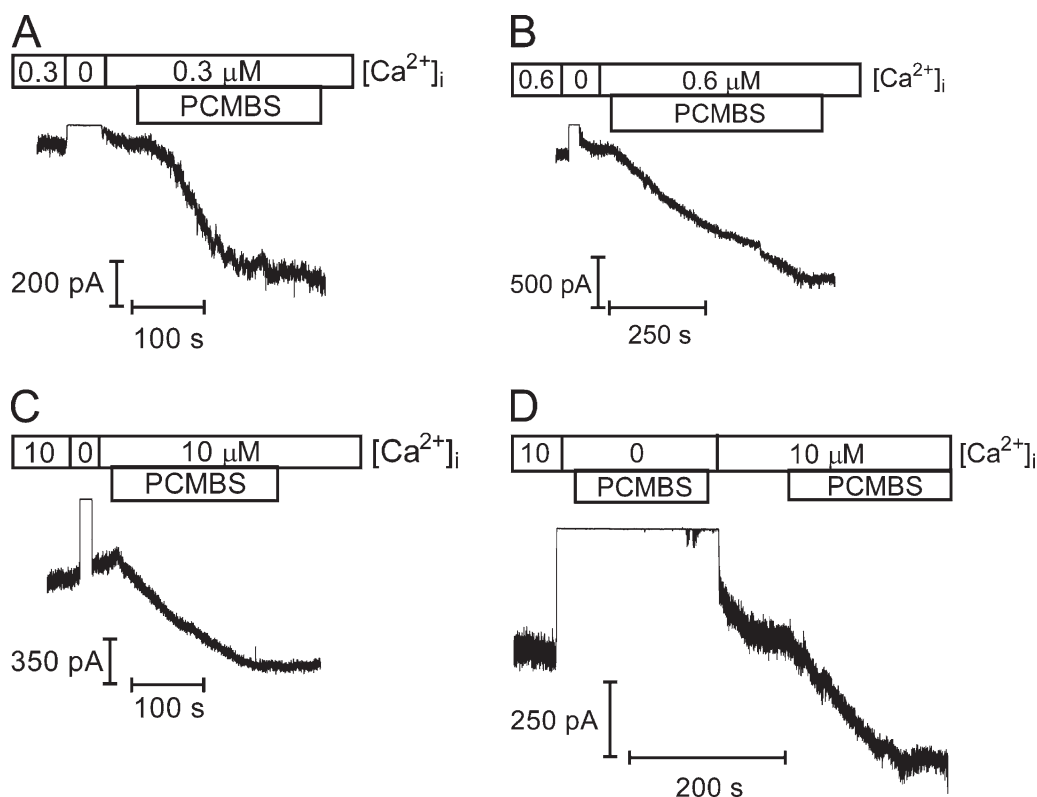 A
0.3 0 0.3 μM [Ca²⁺]ᵢ
PCMBS
200 pA
100 s
B
0.6 0 0.6 μM [Ca²⁺]ᵢ
PCMBS
500 pA
250 s
C
10 0 10 μM [Ca²⁺]ᵢ
PCMBS
350 pA
100 s
D
10 0 10 μM [Ca²⁺]ᵢ
PCMBS PCMBS
250 pA
200 s